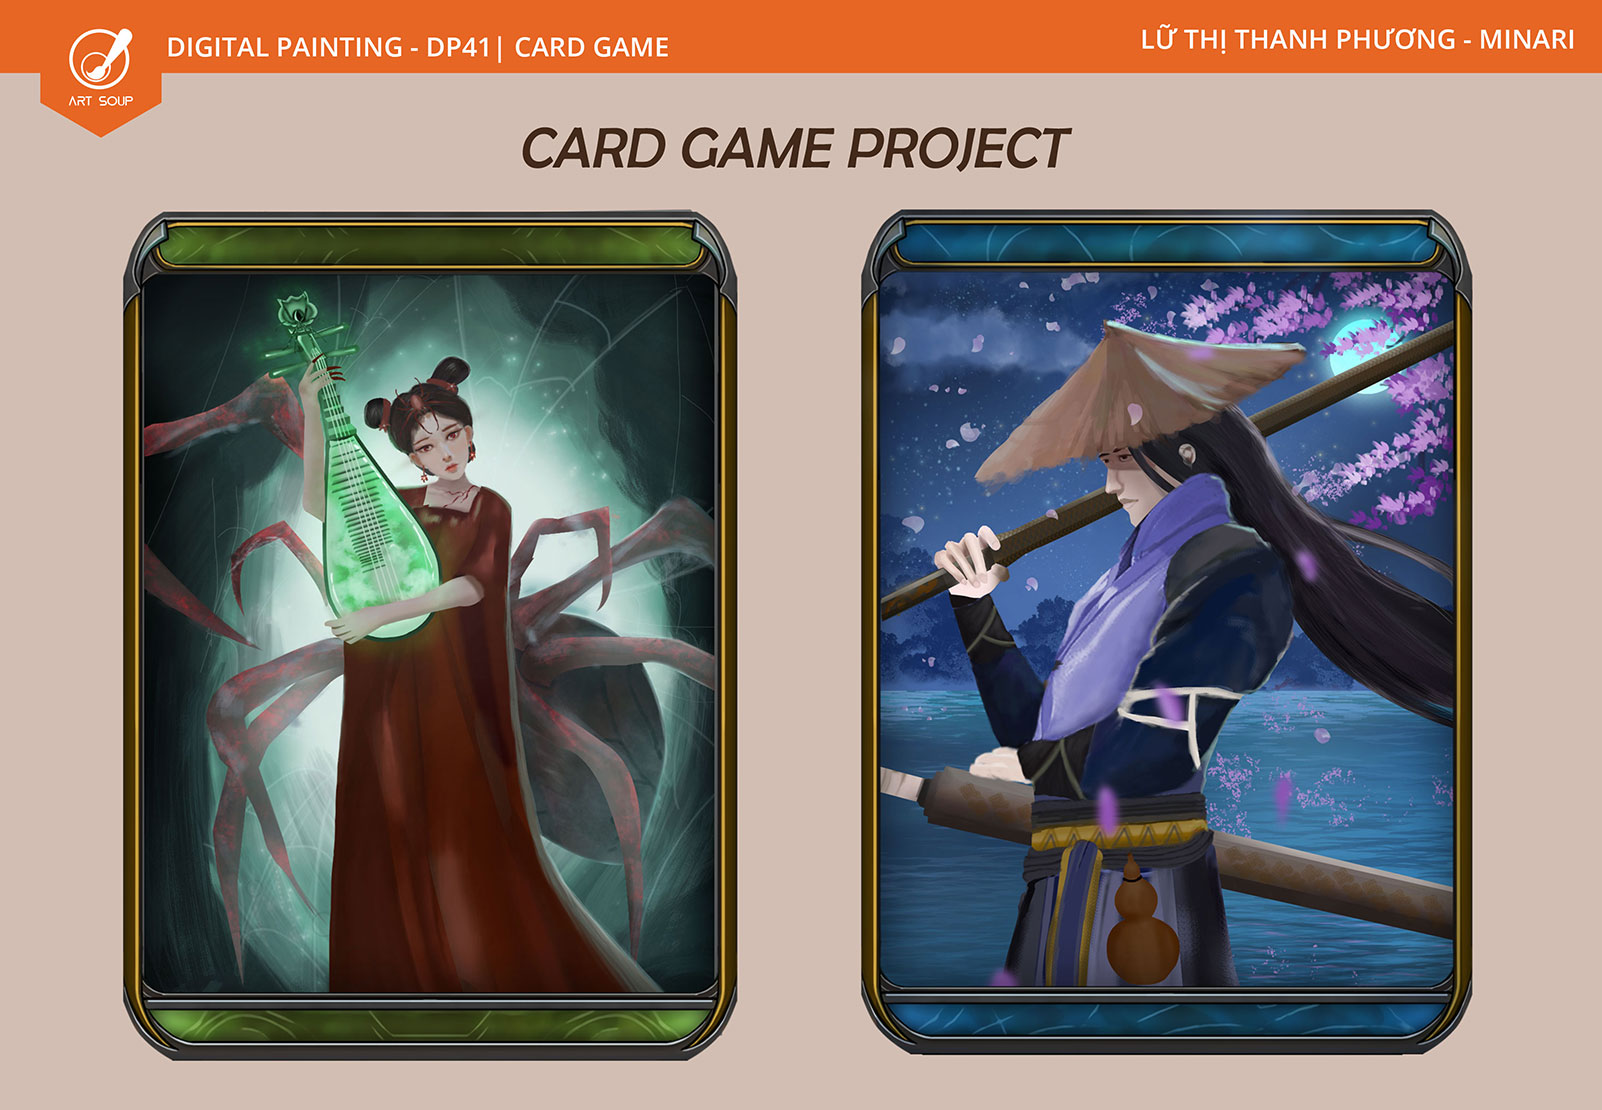 DIGITAL PAINTING - DP41| CARD GAME
LỮ THỊ THANH PHƯƠNG - MINARI
ART SOUP
CARD GAME PROJECT